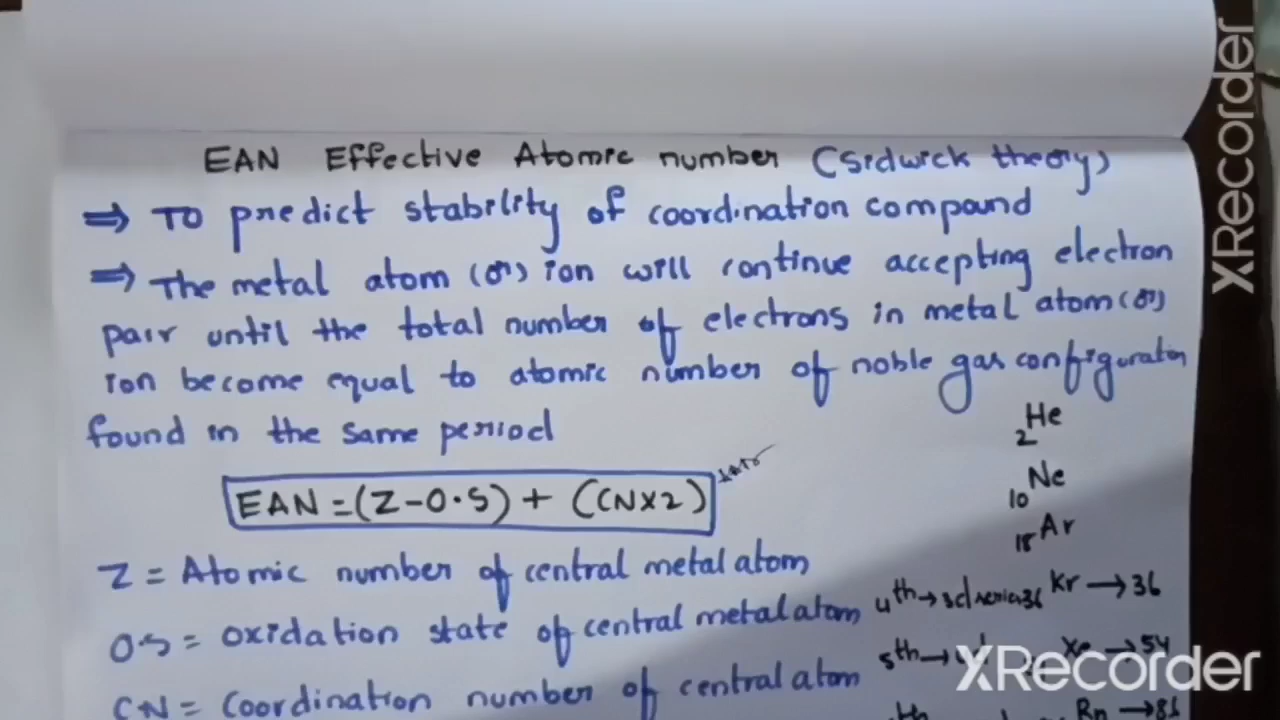 EAN Effective Atomic number (Sidwick theory)
⇒ To predict stability of coordination compound
⇒ The metal atom (or) ion will continue accepting electron
pair until the total number of electrons in metal atom (or)
ion become equal to atomic number of noble gas configuration
found in the same period
2He
10Ne
18Ar
EAN = (Z-O.S) + (CN×2)
Z = Atomic number of central metal atom
OS = oxidation state of central metal atom
CN = Coordination number of central atom
4th → 3d series 36Kr → 36
5th → Xe → 54
Rn → 86
XRecorder
XRecorder